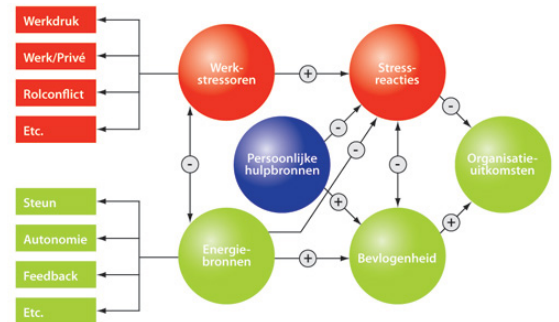 Werkdruk
Werk/Privé
Rolconflict
Etc.
Werk-
stressoren
+
Stress-
reacties
-
-
-
-
-
Persoonlijke
hulpbronnen
+
Organisatie-
uitkomsten
+
Steun
Autonomie
Feedback
Etc.
Energie-
bronnen
+
Bevlogenheid